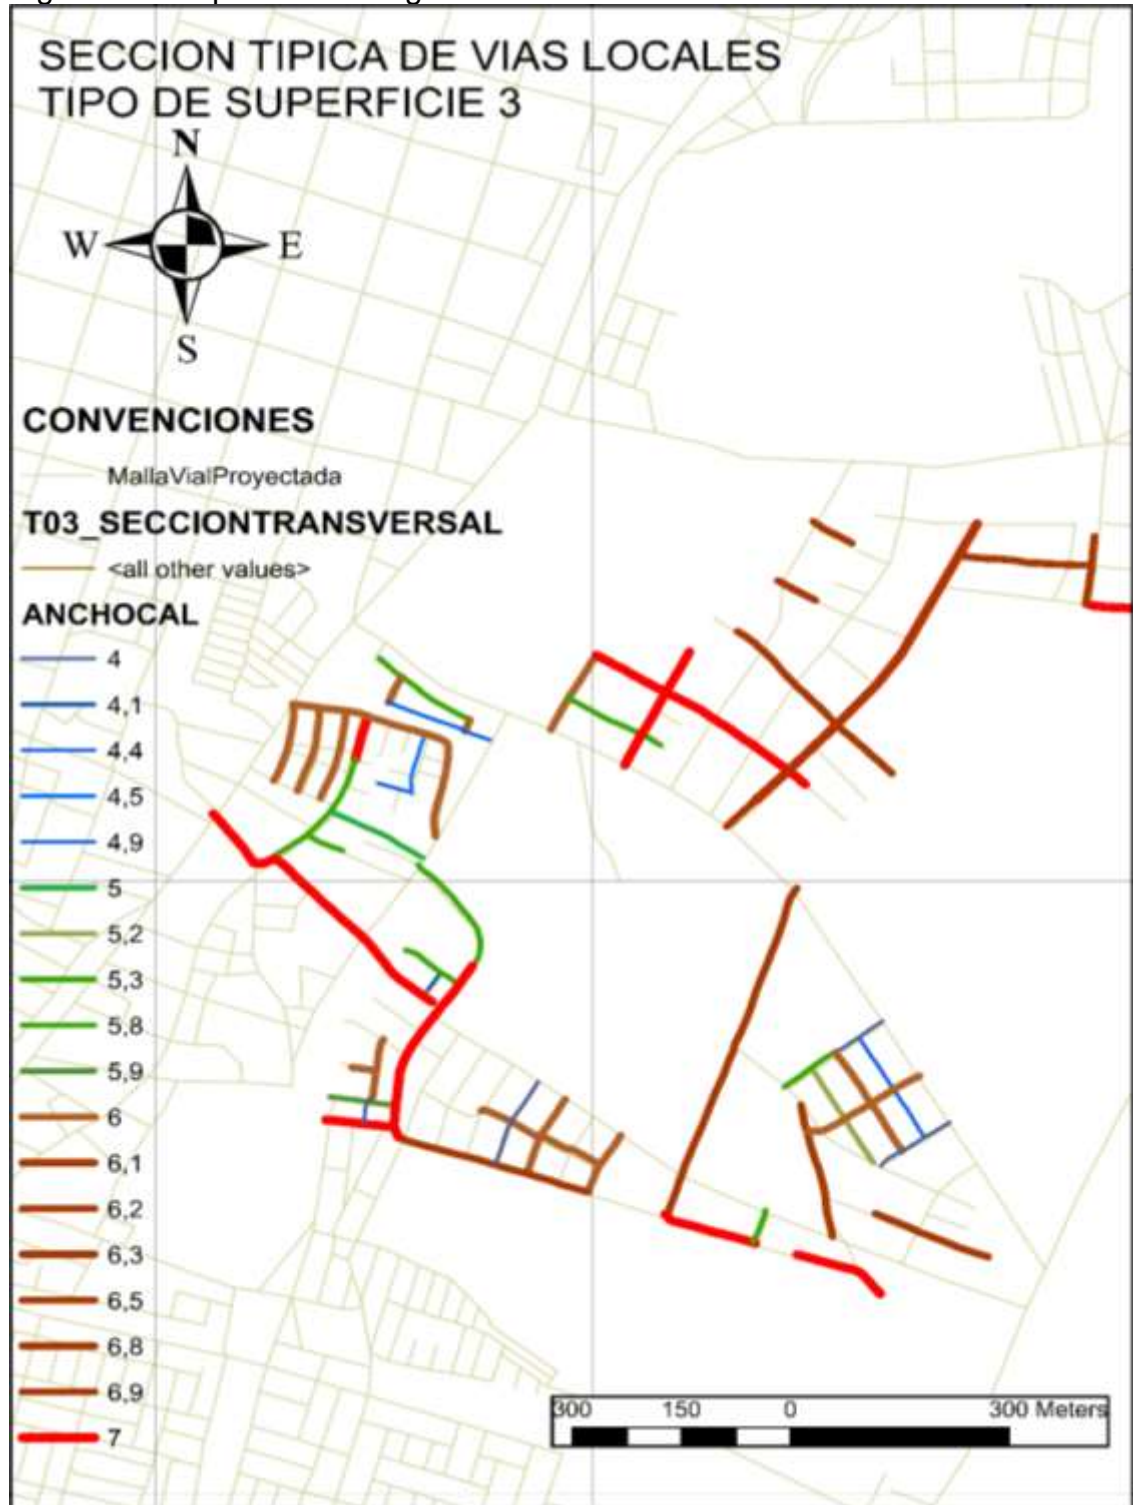 SECCION TIPICA DE VIAS LOCALES
TIPO DE SUPERFICIE 3
N
W E
S
CONVENCIONES
MallaVialProyectada
T03_SECCIONTRANSVERSAL
<all other values>
ANCHOCAL
4
4,1
4,4
4,5
4,9
5
5,2
5,3
5,8
5,9
6
6,1
6,2
6,3
6,5
6,8
6,9
7
300 150 0 300 Meters